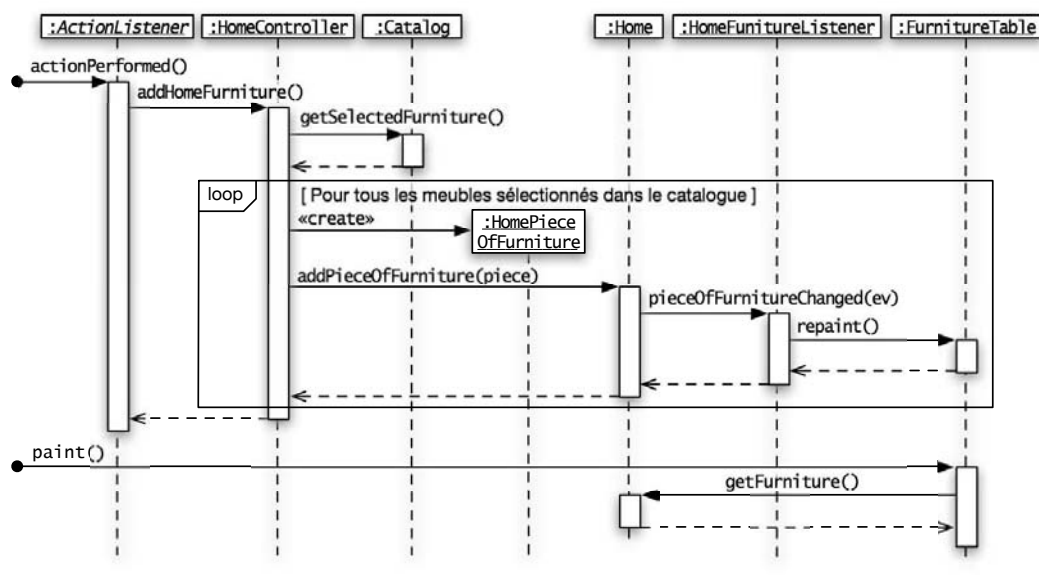 :ActionListener :HomeController :Catalog :Home :HomeFunitureListener :FurnitureTable
actionPerformed()
addHomeFurniture()
getSelectedFurniture()
loop [ Pour tous les meubles sélectionnés dans le catalogue ]
«create» :HomePiece
OfFurniture
addPieceOfFurniture(piece)
pieceOfFurnitureChanged(ev)
repaint()
paint()
getFurniture()